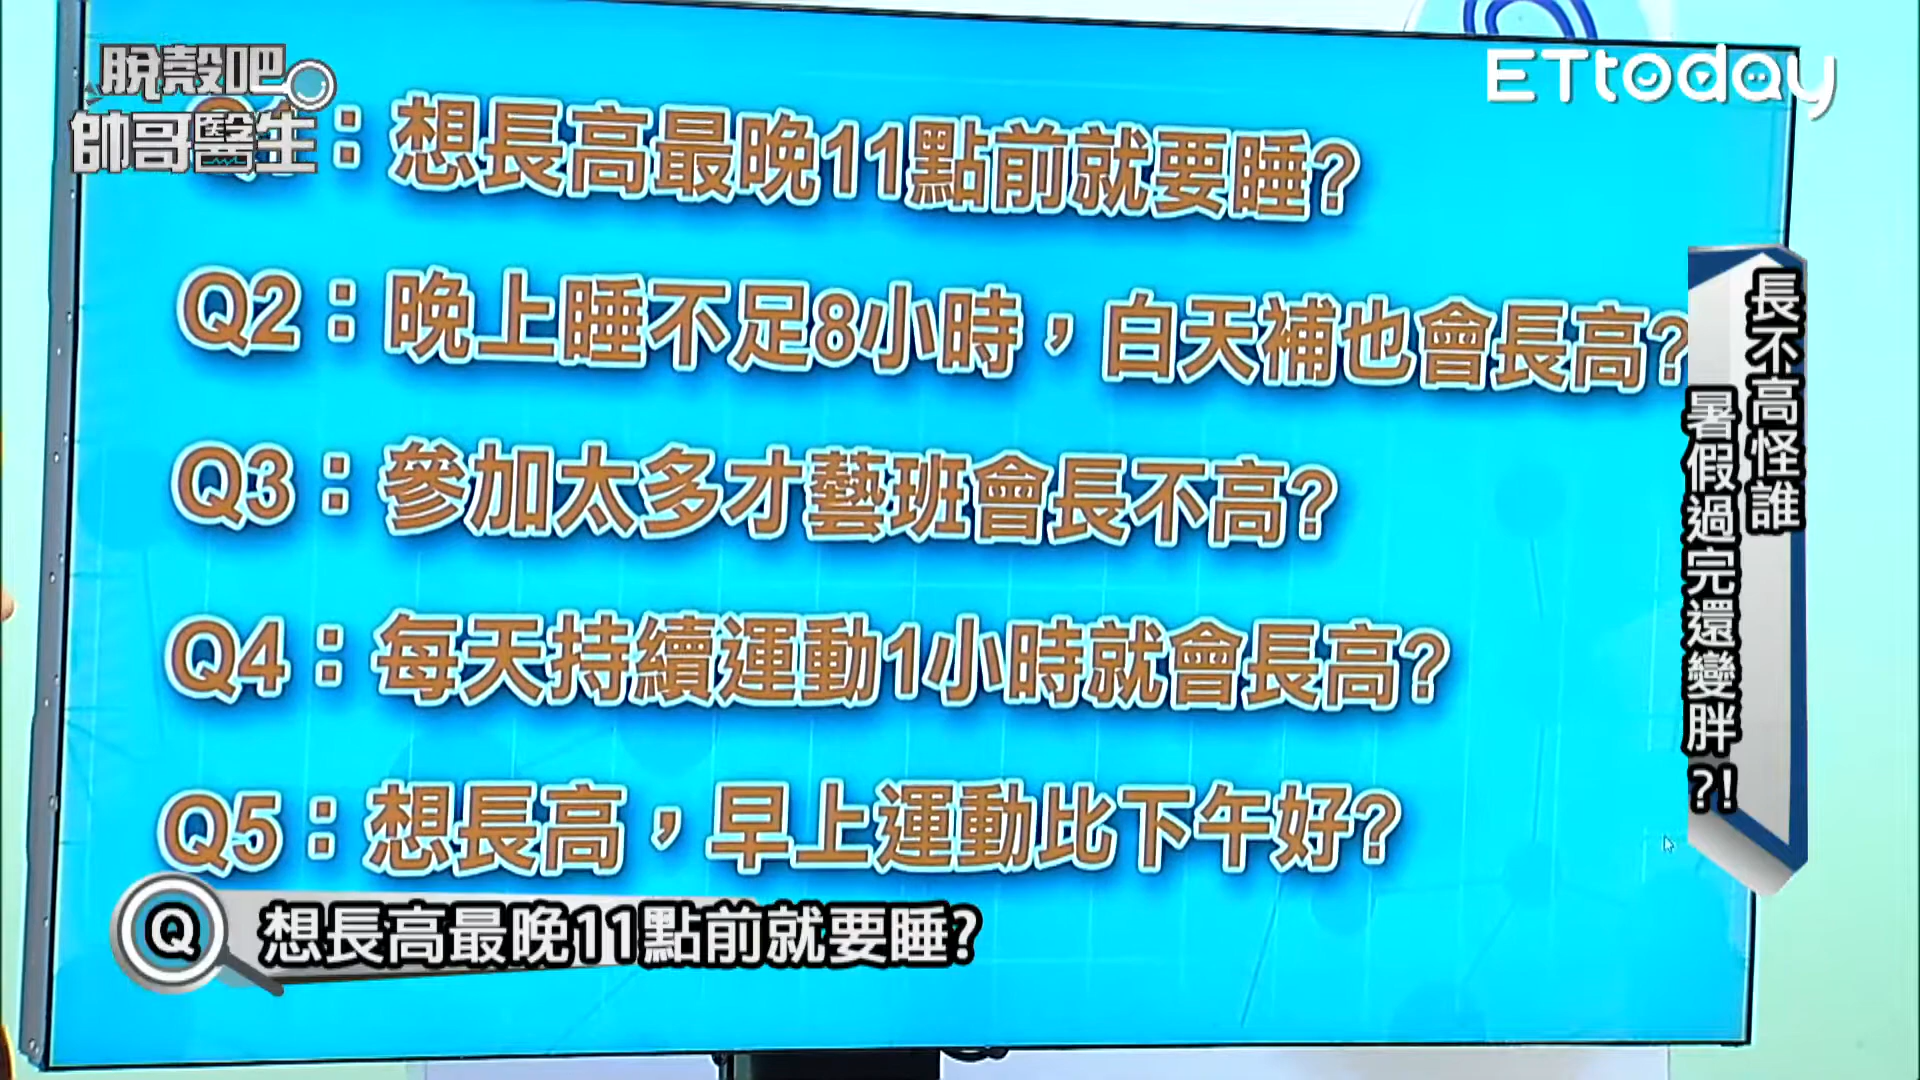 脫殼吧
帥哥醫生
ETtoday
Q1：想長高最晚11點前就要睡?
Q2：晚上睡不足8小時，白天補也會長高?
Q3：參加太多才藝班會長不高?
Q4：每天持續運動1小時就會長高?
Q5：想長高，早上運動比下午好?
長不高怪誰
暑假過完還變胖?!
Q 想長高最晚11點前就要睡?